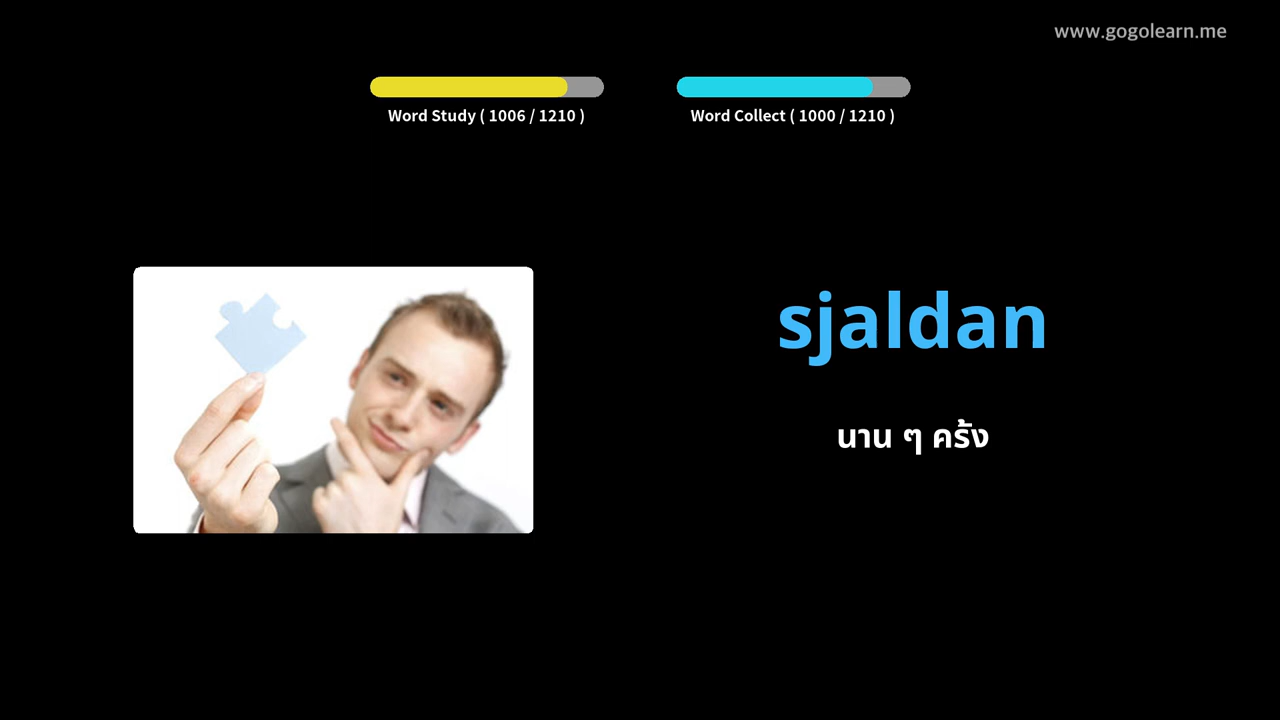 www.gogolearn.me
Word Study ( 1006 / 1210 )
Word Collect ( 1000 / 1210 )
sjaldan
นาน ๆ ครั้ง